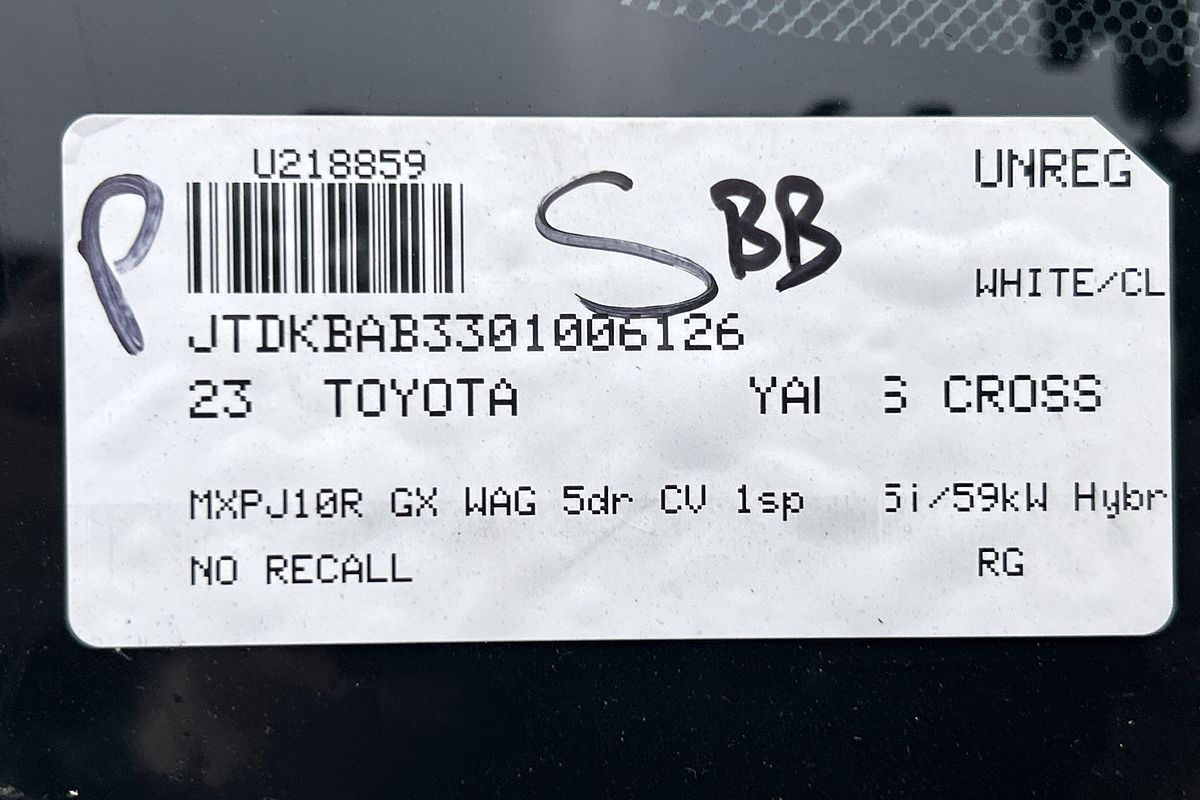 U218859
UNREG
P
S BB
WHITE/CL
JTDKBAB3301006126
23 TOYOTA CROSS
MXPJ10R GX WAG 5dr CV 1sp 5i/59kW Hybr
NO RECALL
RG